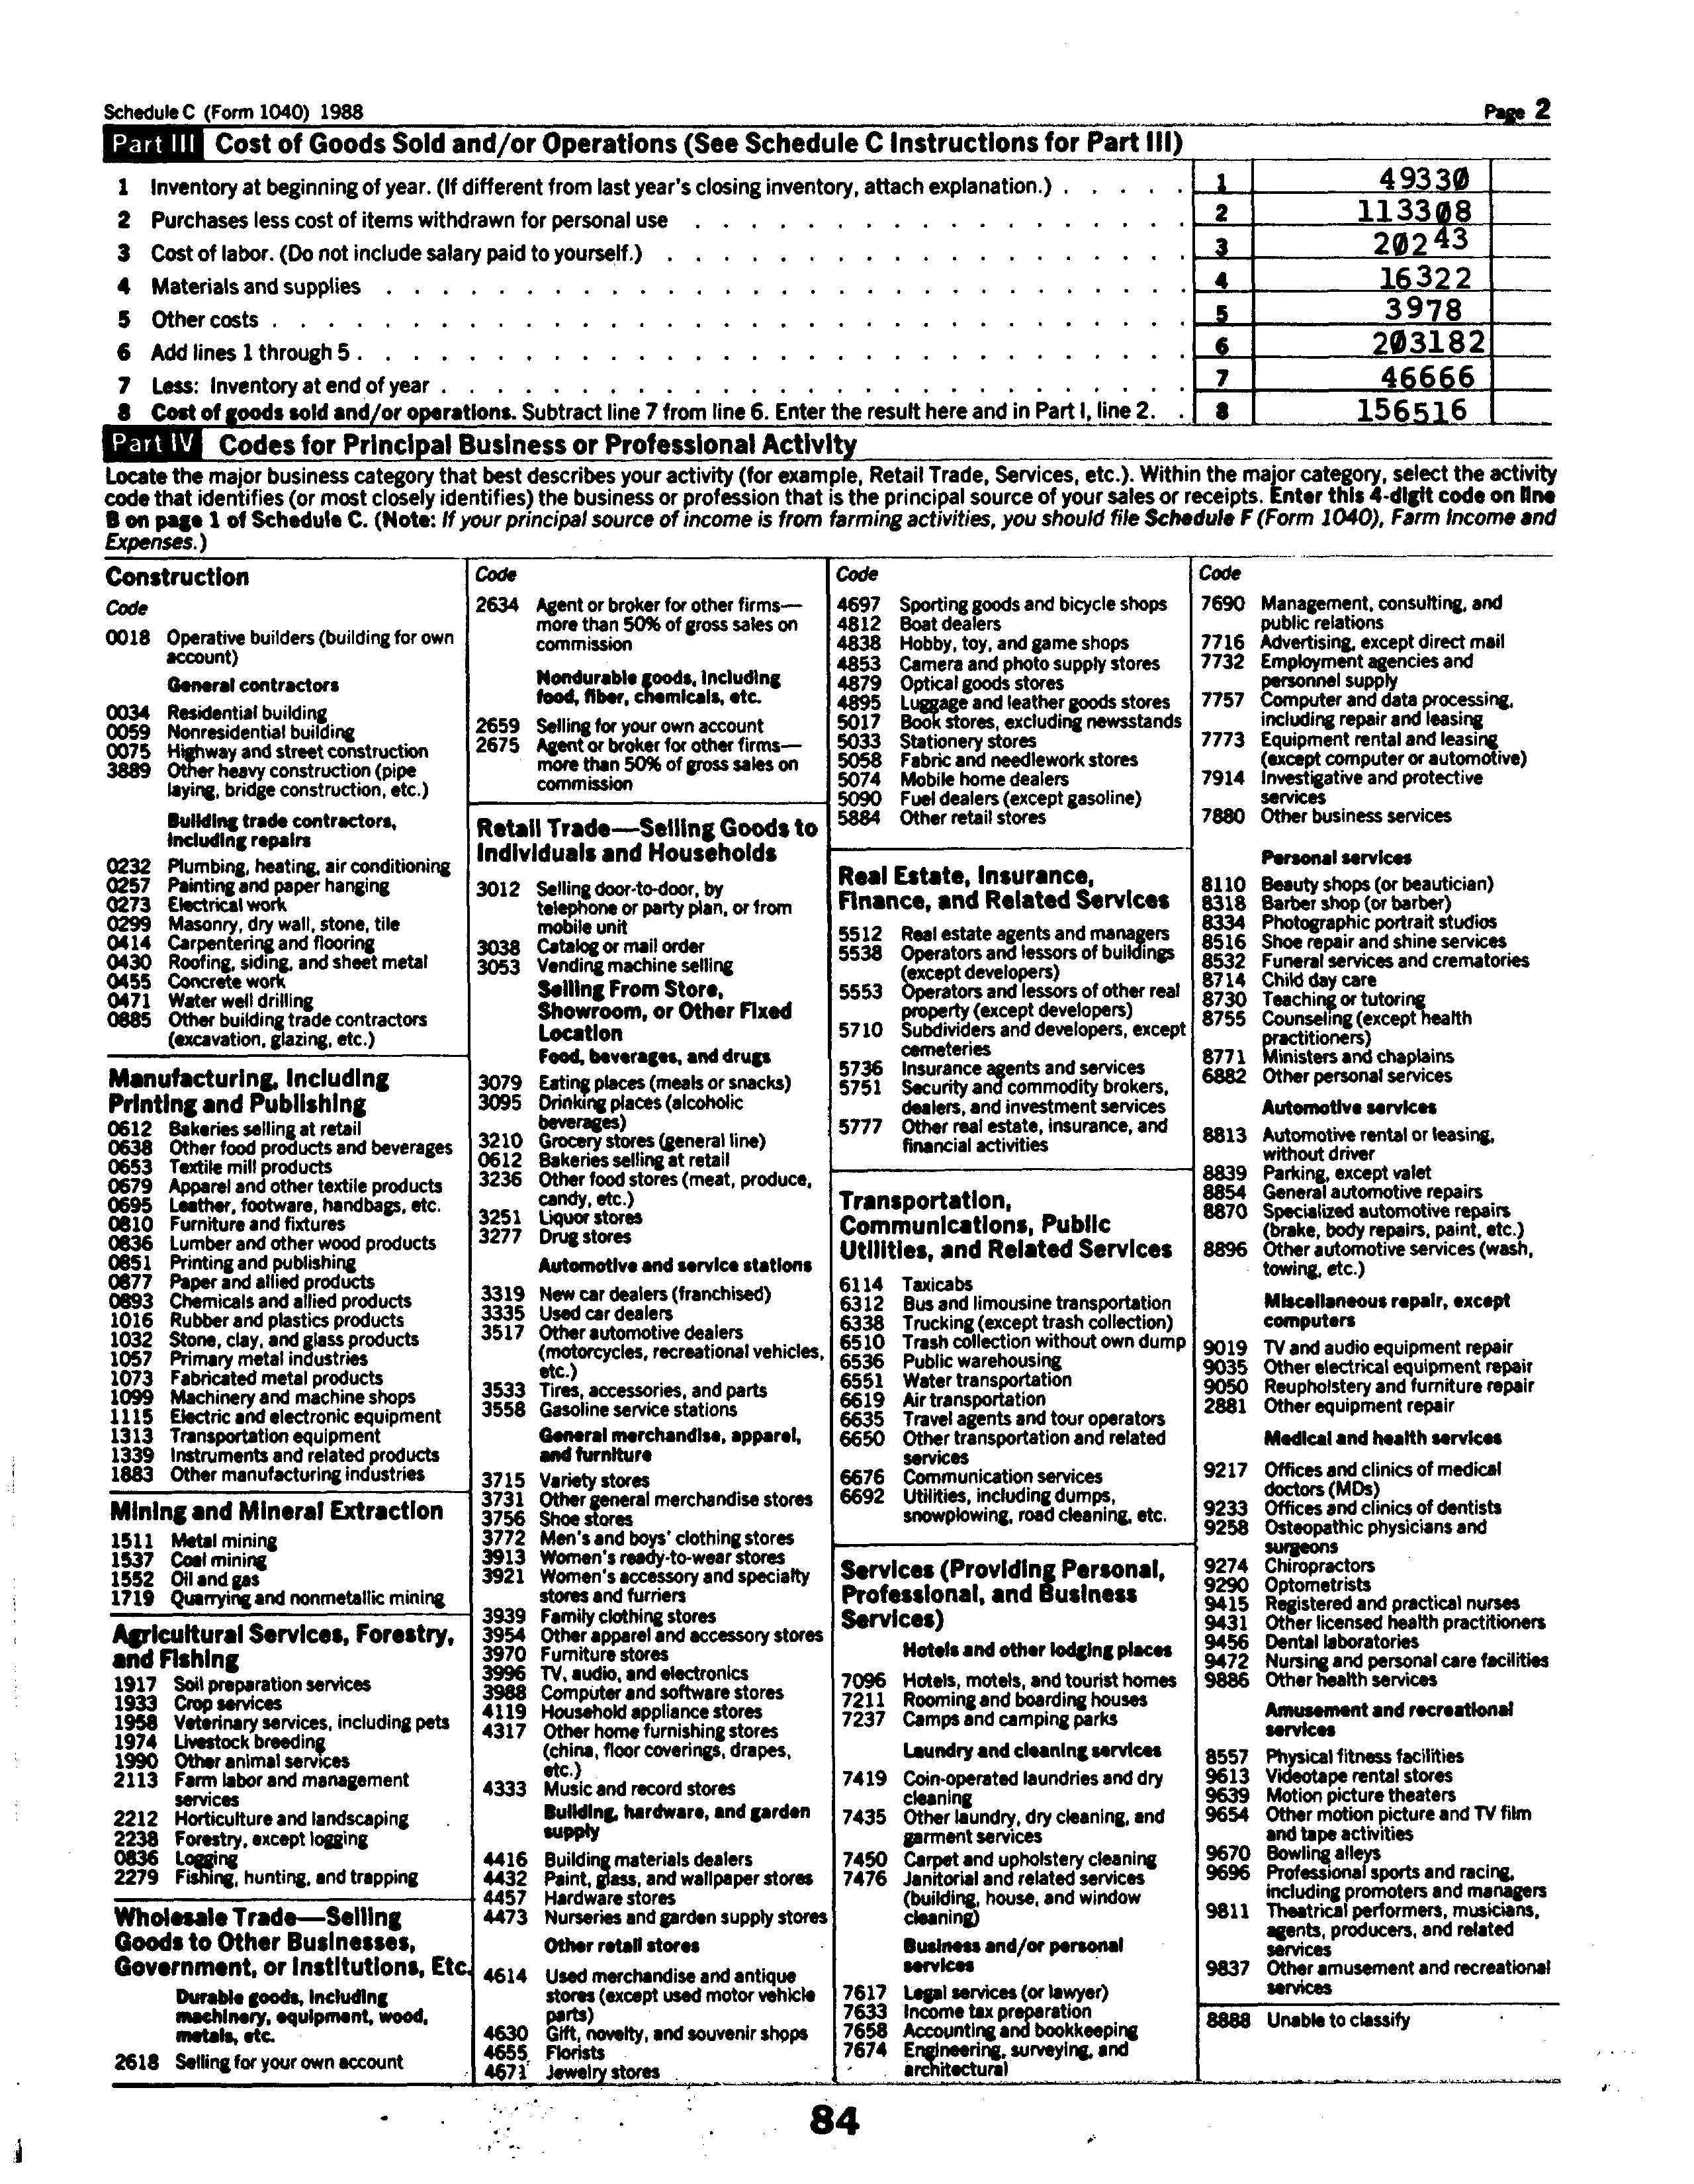 Schedule C (Form 1040) 1988
Page 2
Part III Cost of Goods Sold and/or Operations (See Schedule C Instructions for Part III)
1 Inventory at beginning of year. (If different from last year's closing inventory, attach explanation.) . . . . . 1 49330
2 Purchases less cost of items withdrawn for personal use . . . . . . . . . . . . . . . . . . 2 113308
3 Cost of labor. (Do not include salary paid to yourself.) . . . . . . . . . . . . . . . . . . . 3 20243
4 Materials and supplies . . . . . . . . . . . . . . . . . . . . . . . . . . . . . 4 16322
5 Other costs . . . . . . . . . . . . . . . . . . . . . . . . . . . . . . . . . 5 3978
6 Add lines 1 through 5 . . . . . . . . . . . . . . . . . . . . . . . . . . . . . . 6 203182
7 Less: Inventory at end of year . . . . . . . . . . . . . . . . . . . . . . . . . . . 7 46666
8 Cost of goods sold and/or operations. Subtract line 7 from line 6. Enter the result here and in Part I, line 2. . 8 156516
Part IV Codes for Principal Business or Professional Activity
Locate the major business category that best describes your activity (for example, Retail Trade, Services, etc.). Within the major category, select the activity
code that identifies (or most closely identifies) the business or profession that is the principal source of your sales or receipts. Enter this 4-digit code on line
B on page 1 of Schedule C. (Note: If your principal source of income is from farming activities, you should file Schedule F (Form 1040), Farm Income and
Expenses.)
Construction
Code
0018 Operative builders (building for own
account)
General contractors
0034 Residential building
0059 Nonresidential building
0075 Highway and street construction
3889 Other heavy construction (pipe
laying, bridge construction, etc.)
Building trade contractors,
including repairs
0232 Plumbing, heating, air conditioning
0257 Painting and paper hanging
0273 Electrical work
0299 Masonry, dry wall, stone, tile
0414 Carpentering and flooring
0430 Roofing, siding, and sheet metal
0455 Concrete work
0471 Water well drilling
0885 Other building trade contractors
(excavation, glazing, etc.)
Manufacturing, Including
Printing and Publishing
0612 Bakeries selling at retail
0638 Other food products and beverages
0653 Textile mill products
0679 Apparel and other textile products
0695 Leather, footware, handbags, etc.
0810 Furniture and fixtures
0836 Lumber and other wood products
0851 Printing and publishing
0877 Paper and allied products
0893 Chemicals and allied products
1016 Rubber and plastics products
1032 Stone, clay, and glass products
1057 Primary metal industries
1073 Fabricated metal products
1099 Machinery and machine shops
1115 Electric and electronic equipment
1313 Transportation equipment
1339 Instruments and related products
1883 Other manufacturing industries
Mining and Mineral Extraction
1511 Metal mining
1537 Coal mining
1552 Oil and gas
1719 Quarrying and nonmetallic mining
Agricultural Services, Forestry,
and Fishing
1917 Soil preparation services
1933 Crop services
1958 Veterinary services, including pets
1974 Livestock breeding
1990 Other animal services
2113 Farm labor and management
services
2212 Horticulture and landscaping
2238 Forestry, except logging
0836 Logging
2279 Fishing, hunting, and trapping
Wholesale Trade—Selling
Goods to Other Businesses,
Government, or Institutions, Etc.
Durable goods, including
machinery, equipment, wood,
metals, etc.
2618 Selling for your own account
Code
2634 Agent or broker for other firms—
more than 50% of gross sales on
commission
Nondurable goods, including
food, fiber, chemicals, etc.
2659 Selling for your own account
2675 Agent or broker for other firms—
more than 50% of gross sales on
commission
Retail Trade—Selling Goods to
Individuals and Households
3012 Selling door-to-door, by
telephone or party plan, or from
mobile unit
3038 Catalog or mail order
3053 Vending machine selling
Selling From Store,
Showroom, or Other Fixed
Location
Food, beverages, and drugs
3079 Eating places (meals or snacks)
3095 Drinking places (alcoholic
beverages)
3210 Grocery stores (general line)
0612 Bakeries selling at retail
3236 Other food stores (meat, produce,
candy, etc.)
3251 Liquor stores
3277 Drug stores
Automotive and service stations
3319 New car dealers (franchised)
3335 Used car dealers
3517 Other automotive dealers
(motorcycles, recreational vehicles,
etc.)
3533 Tires, accessories, and parts
3558 Gasoline service stations
General merchandise, apparel,
and furniture
3715 Variety stores
3731 Other general merchandise stores
3756 Shoe stores
3772 Men's and boys' clothing stores
3913 Women's ready-to-wear stores
3921 Women's accessory and specialty
stores and furriers
3939 Family clothing stores
3954 Other apparel and accessory stores
3970 Furniture stores
3996 TV, audio, and electronics
3988 Computer and software stores
4119 Household appliance stores
4317 Other home furnishing stores
(china, floor coverings, drapes,
etc.)
4333 Music and record stores
Building, hardware, and garden
supply
4416 Building materials dealers
4432 Paint, glass, and wallpaper stores
4457 Hardware stores
4473 Nurseries and garden supply stores
Other retail stores
4614 Used merchandise and antique
stores (except used motor vehicle
parts)
4630 Gift, novelty, and souvenir shops
4655 Florists
4671 Jewelry stores
Code
4697 Sporting goods and bicycle shops
4812 Boat dealers
4838 Hobby, toy, and game shops
4853 Camera and photo supply stores
4879 Optical goods stores
4895 Luggage and leather goods stores
5017 Book stores, excluding newsstands
5033 Stationery stores
5058 Fabric and needlework stores
5074 Mobile home dealers
5090 Fuel dealers (except gasoline)
5884 Other retail stores
Real Estate, Insurance,
Finance, and Related Services
5512 Real estate agents and managers
5538 Operators and lessors of buildings
(except developers)
5553 Operators and lessors of other real
property (except developers)
5710 Subdividers and developers, except
cemeteries
5736 Insurance agents and services
5751 Security and commodity brokers,
dealers, and investment services
5777 Other real estate, insurance, and
financial activities
Transportation,
Communications, Public
Utilities, and Related Services
6114 Taxicabs
6312 Bus and limousine transportation
6338 Trucking (except trash collection)
6510 Trash collection without own dump
6536 Public warehousing
6551 Water transportation
6619 Air transportation
6635 Travel agents and tour operators
6650 Other transportation and related
services
6676 Communication services
6692 Utilities, including dumps,
snowplowing, road cleaning, etc.
Services (Providing Personal,
Professional, and Business
Services)
Hotels and other lodging places
7096 Hotels, motels, and tourist homes
7211 Rooming and boarding houses
7237 Camps and camping parks
Laundry and cleaning services
7419 Coin-operated laundries and dry
cleaning
7435 Other laundry, dry cleaning, and
garment services
7450 Carpet and upholstery cleaning
7476 Janitorial and related services
(building, house, and window
cleaning)
Business and/or personal
services
7617 Legal services (or lawyer)
7633 Income tax preparation
7658 Accounting and bookkeeping
7674 Engineering, surveying, and
architectural
Code
7690 Management, consulting, and
public relations
7716 Advertising, except direct mail
7732 Employment agencies and
personnel supply
7757 Computer and data processing,
including repair and leasing
7773 Equipment rental and leasing
(except computer or automotive)
7914 Investigative and protective
services
7880 Other business services
Personal services
8110 Beauty shops (or beautician)
8318 Barber shop (or barber)
8334 Photographic portrait studios
8516 Shoe repair and shine services
8532 Funeral services and crematories
8714 Child day care
8730 Teaching or tutoring
8755 Counseling (except health
practitioners)
8771 Ministers and chaplains
6882 Other personal services
Automotive services
8813 Automotive rental or leasing,
without driver
8839 Parking, except valet
8854 General automotive repairs
8870 Specialized automotive repairs
(brake, body repairs, paint, etc.)
8896 Other automotive services (wash,
towing, etc.)
Miscellaneous repair, except
computers
9019 TV and audio equipment repair
9035 Other electrical equipment repair
9050 Reupholstery and furniture repair
2881 Other equipment repair
Medical and health services
9217 Offices and clinics of medical
doctors (MDs)
9233 Offices and clinics of dentists
9258 Osteopathic physicians and
surgeons
9274 Chiropractors
9290 Optometrists
9415 Registered and practical nurses
9431 Other licensed health practitioners
9456 Dental laboratories
9472 Nursing and personal care facilities
9886 Other health services
Amusement and recreational
services
8557 Physical fitness facilities
9613 Videotape rental stores
9639 Motion picture theaters
9654 Other motion picture and TV film
and tape activities
9670 Bowling alleys
9696 Professional sports and racing,
including promoters and managers
9811 Theatrical performers, musicians,
agents, producers, and related
services
9837 Other amusement and recreational
services
8888 Unable to classify
84